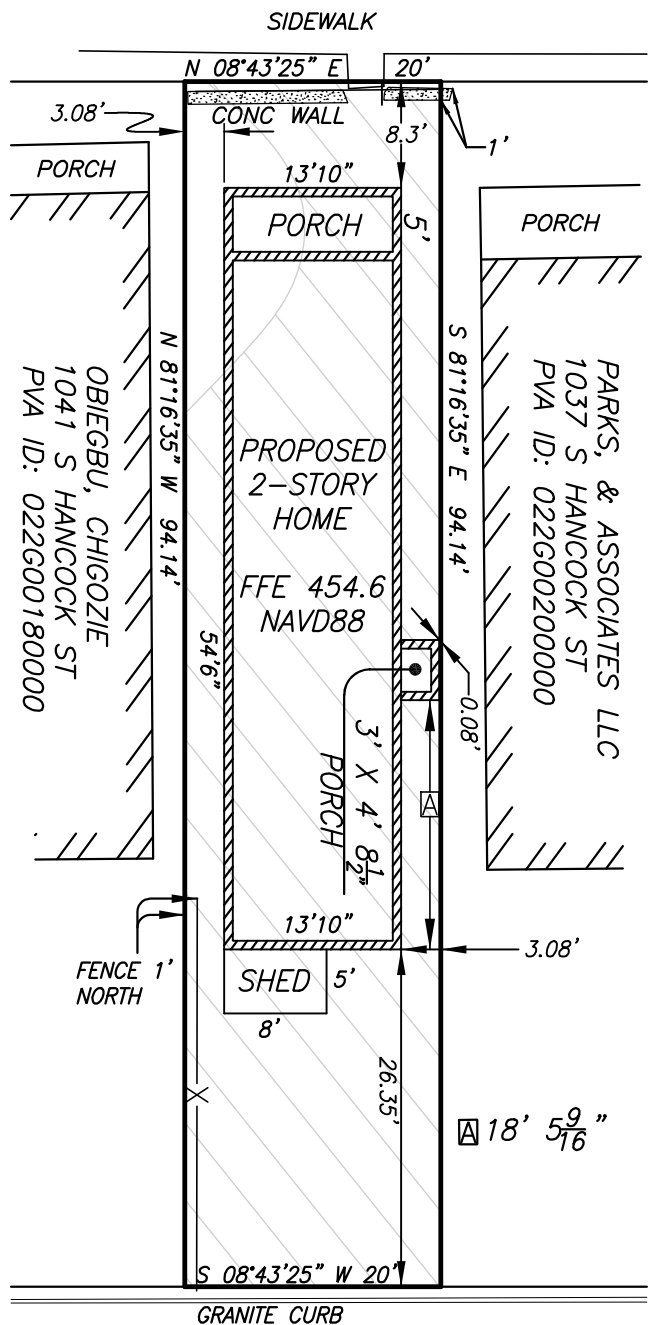 SIDEWALK
N 08°43'25" E 20'
3.08'
CONC WALL
8.3'
1'
PORCH
13'10"
PORCH
5'
PORCH
N 81°16'35" W 94.14'
S 81°16'35" E 94.14'
OBIEGBU, CHIGOZIE
1041 S HANCOCK ST
PVA ID: 022G00180000
PARKS, & ASSOCIATES LLC
1037 S HANCOCK ST
PVA ID: 022G00200000
PROPOSED
2-STORY
HOME
FFE 454.6
NAVD88
54'6"
0.08'
3' X 4' 8 1/2"
PORCH
A
13'10"
3.08'
FENCE 1'
NORTH
SHED
5'
8'
26.35'
X
A 18' 5 9/16"
S 08°43'25" W 20'
GRANITE CURB